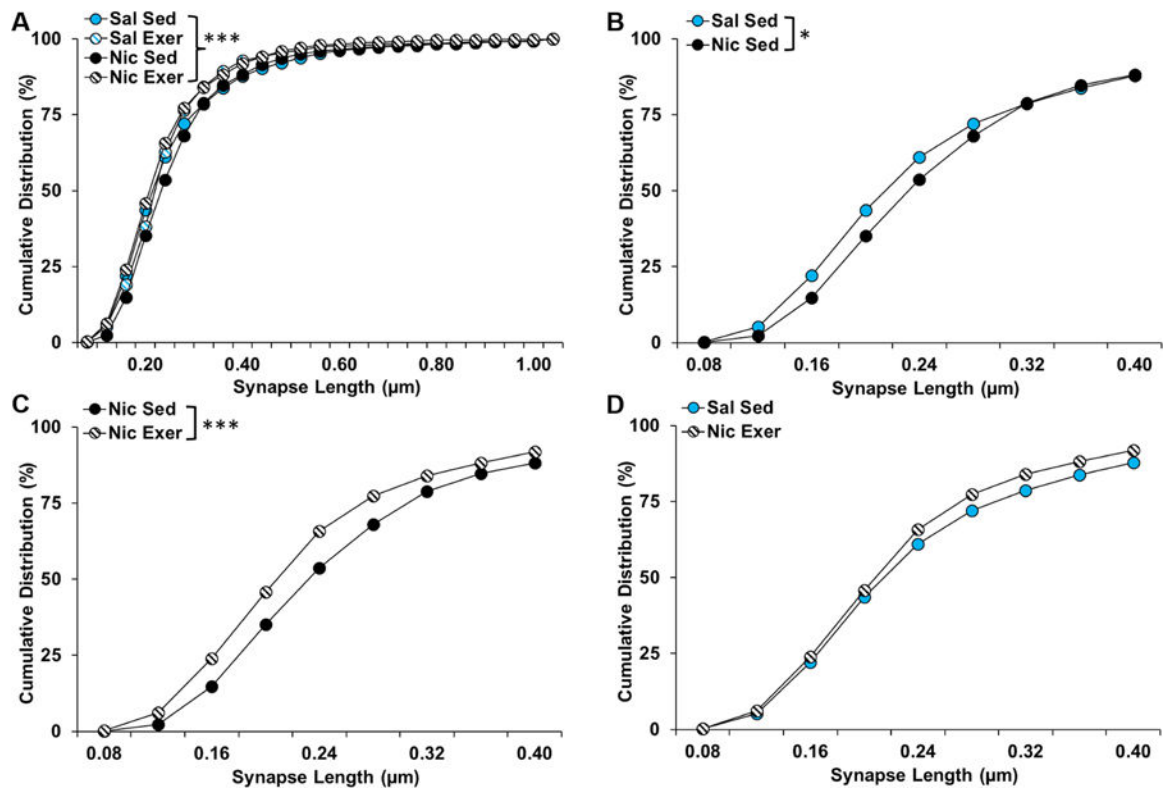 A
Sal Sed
Sal Exer
Nic Sed
Nic Exer
***
Cumulative Distribution (%)
100
75
50
25
0
0.20 0.40 0.60 0.80 1.00
Synapse Length (µm)
B
Sal Sed
Nic Sed
*
Cumulative Distribution (%)
100
75
50
25
0
0.08 0.16 0.24 0.32 0.40
Synapse Length (µm)
C
Nic Sed
Nic Exer
***
Cumulative Distribution (%)
100
75
50
25
0
0.08 0.16 0.24 0.32 0.40
Synapse Length (µm)
D
Sal Sed
Nic Exer
Cumulative Distribution (%)
100
75
50
25
0
0.08 0.16 0.24 0.32 0.40
Synapse Length (µm)